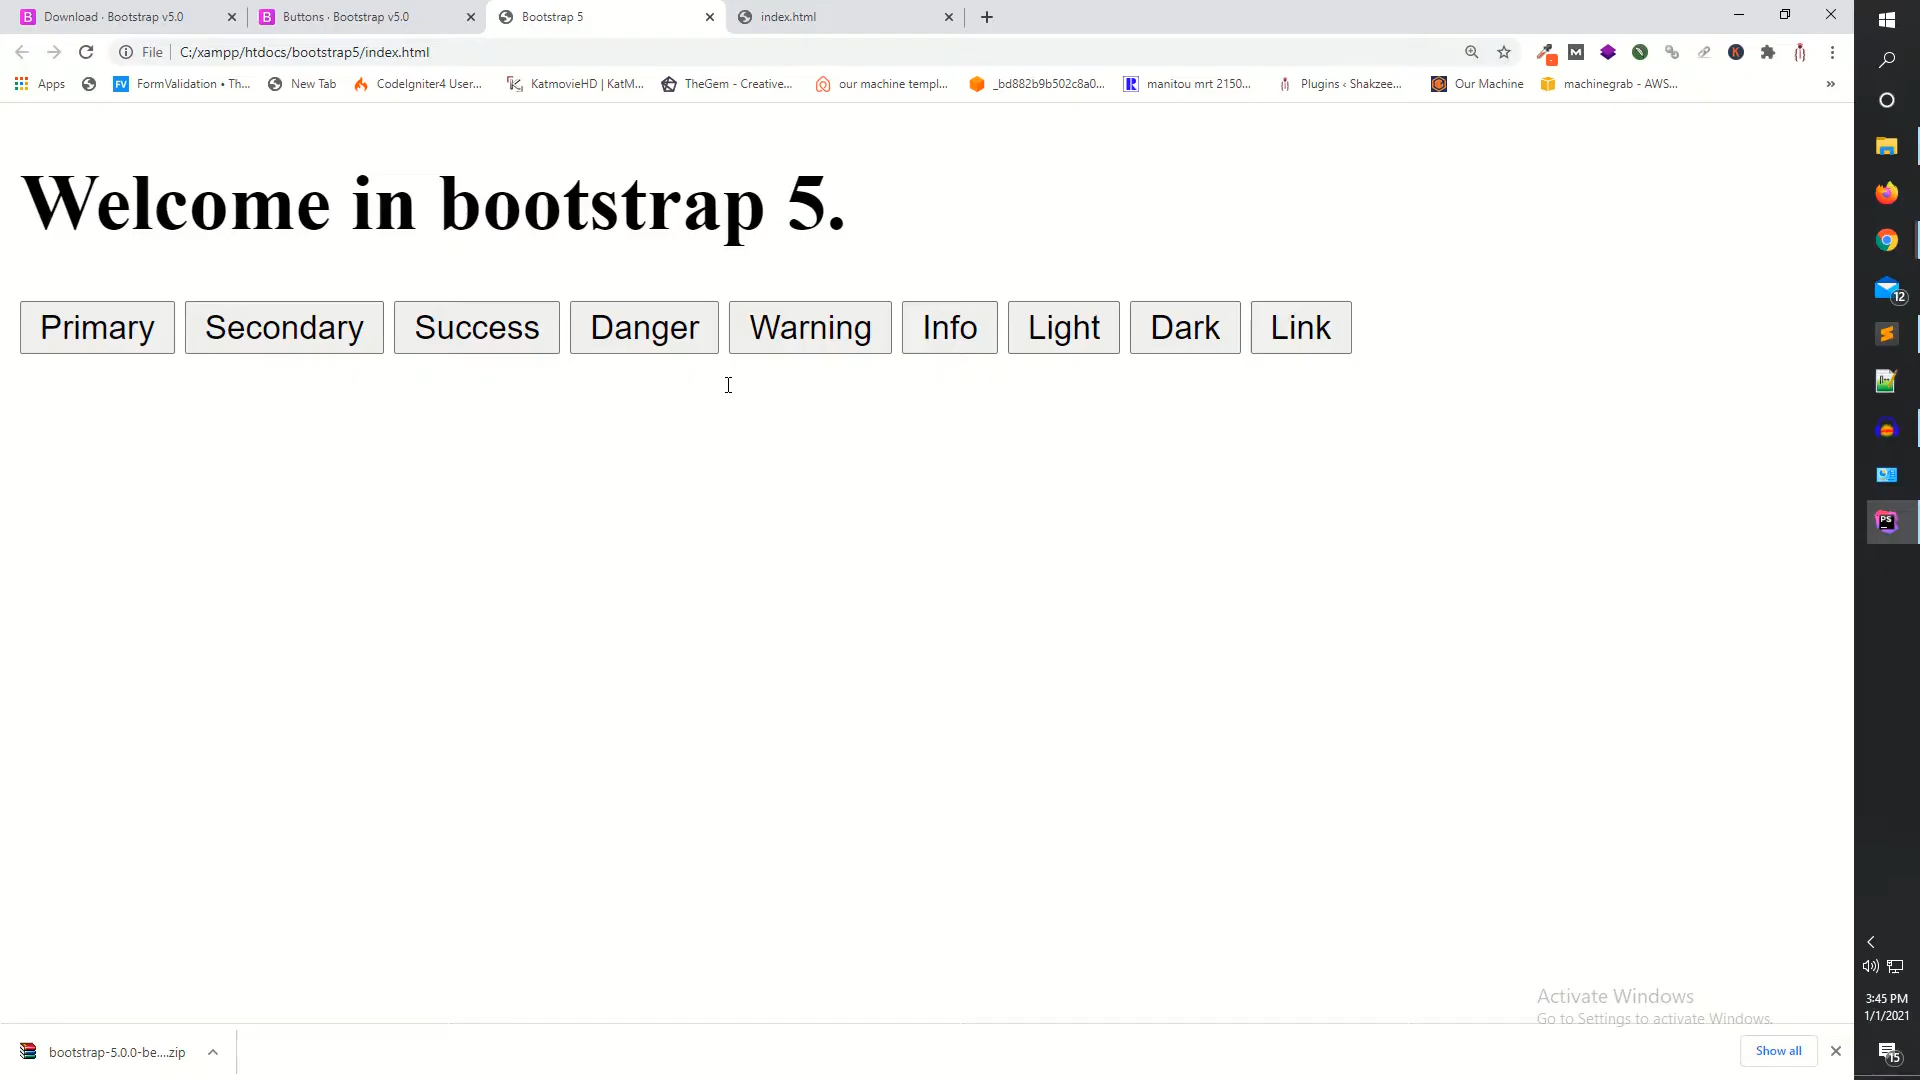 Download · Bootstrap v5.0
Buttons · Bootstrap v5.0
Bootstrap 5
index.html
File
C:/xampp/htdocs/bootstrap5/index.html
Apps
FormValidation • Th...
New Tab
CodeIgniter4 User...
KatmovieHD | KatM...
TheGem - Creative...
our machine templ...
_bd882b9b502c8a0...
manitou mrt 2150...
Plugins ‹ Shakzee...
Our Machine
machinegrab - AWS...
»
Welcome in bootstrap 5.
Primary Secondary Success Danger Warning Info Light Dark Link
12
PS
Activate Windows
Go to Settings to activate Windows.
3:45 PM
1/1/2021
bootstrap-5.0.0-be....zip
Show all
15